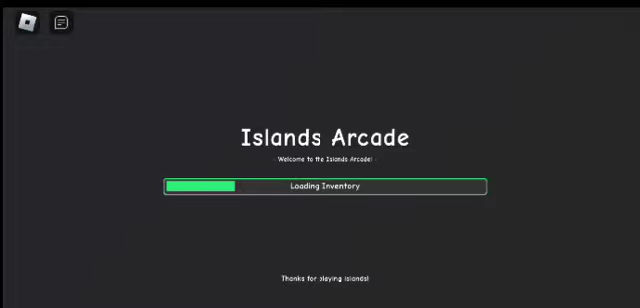 Islands Arcade
- Welcome to the Islands Arcade! -
Loading Inventory
Thanks for playing Islands!